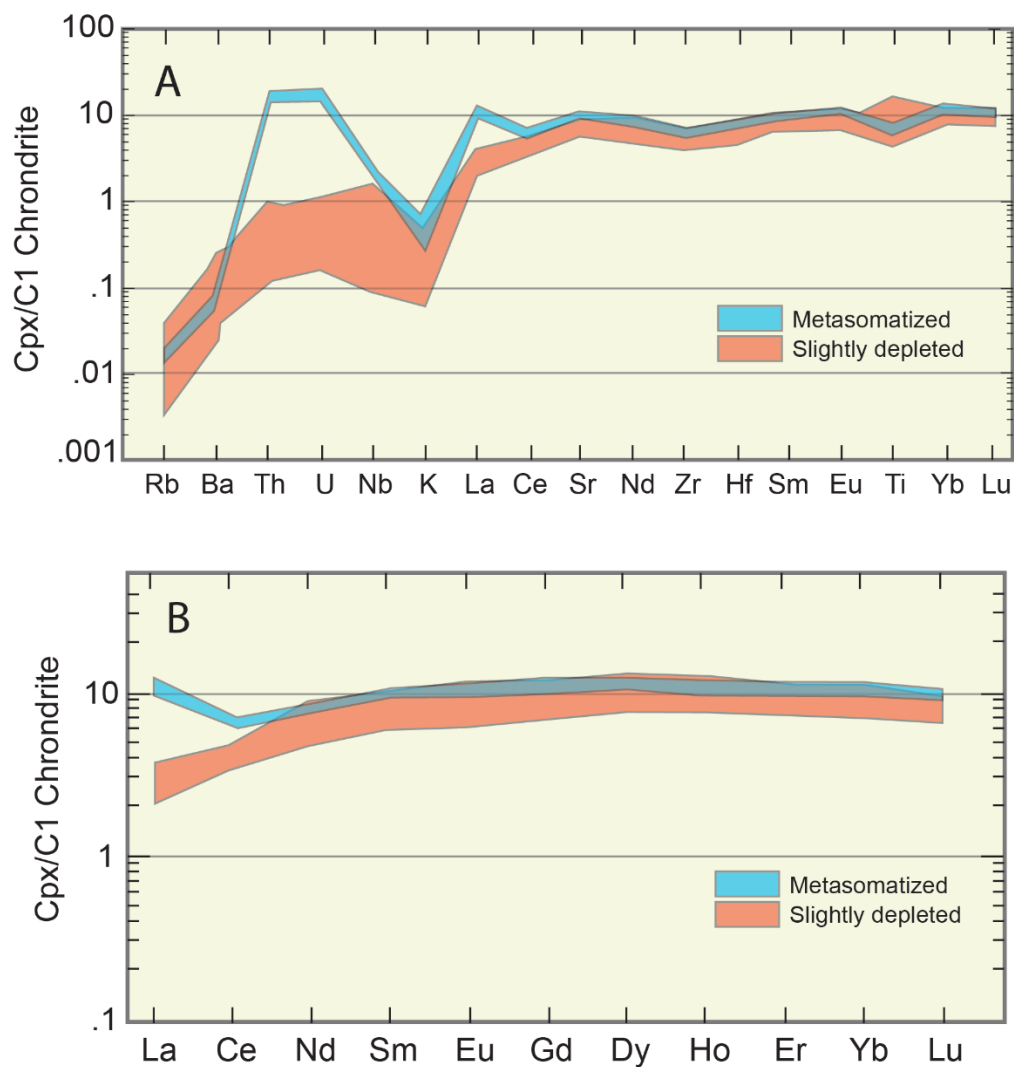 A
Cpx/C1 Chrondrite
100
10
1
.1
.01
.001
Metasomatized
Slightly depleted
Rb Ba Th U Nb K La Ce Sr Nd Zr Hf Sm Eu Ti Yb Lu
B
Cpx/C1 Chrondrite
10
1
.1
Metasomatized
Slightly depleted
La Ce Nd Sm Eu Gd Dy Ho Er Yb Lu